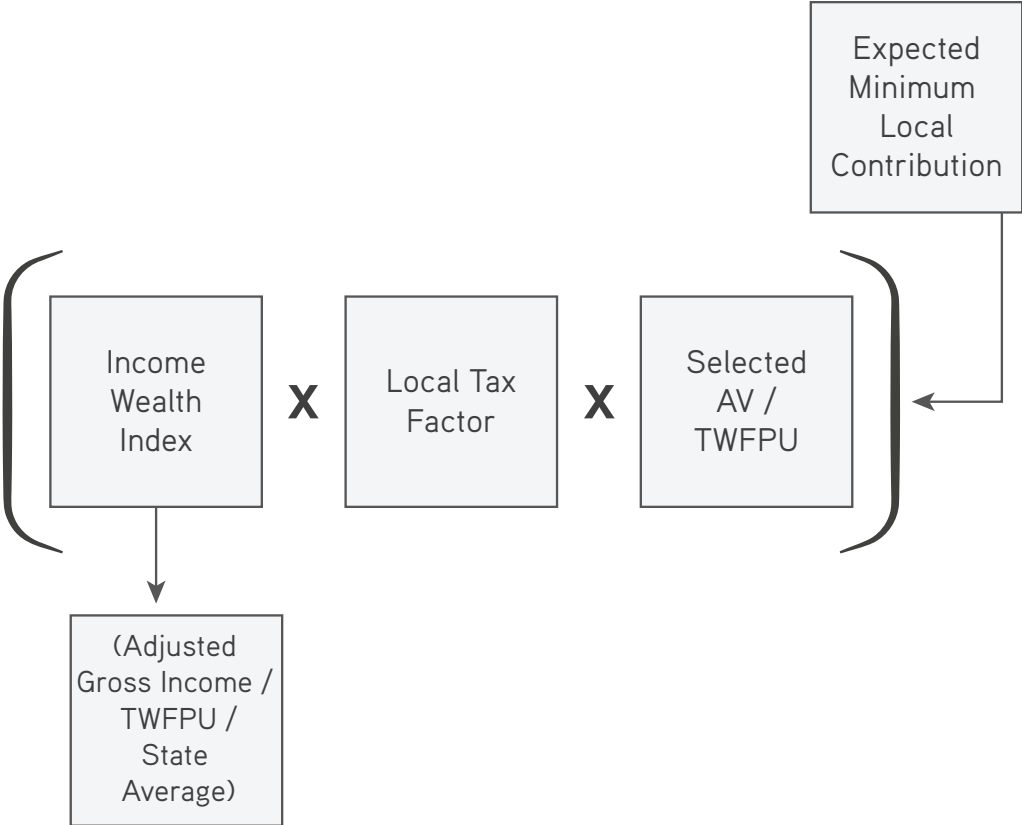 Expected
Minimum
Local
Contribution
Income
Wealth
Index
X
Local Tax
Factor
X
Selected
AV /
TWFPU
(Adjusted
Gross Income /
TWFPU /
State
Average)